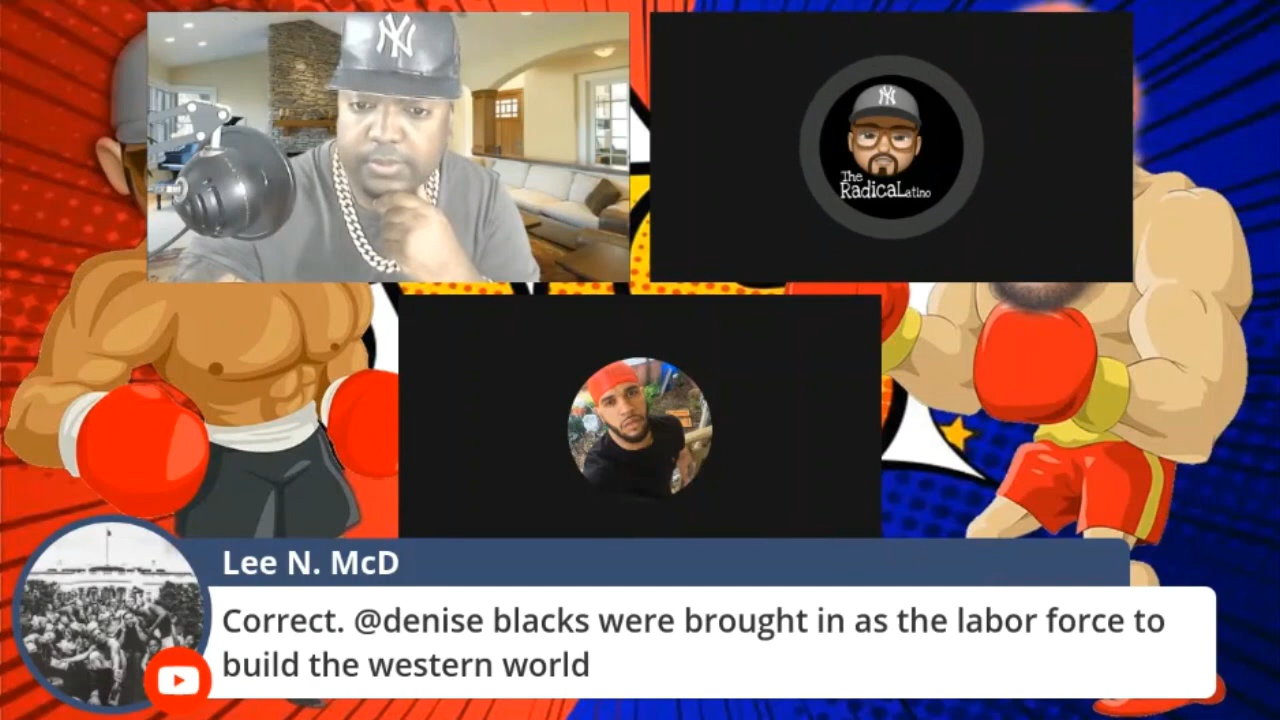 NY
NY
The
RadicaLatino
Lee N. McD
Correct. @denise blacks were brought in as the labor force to
build the western world